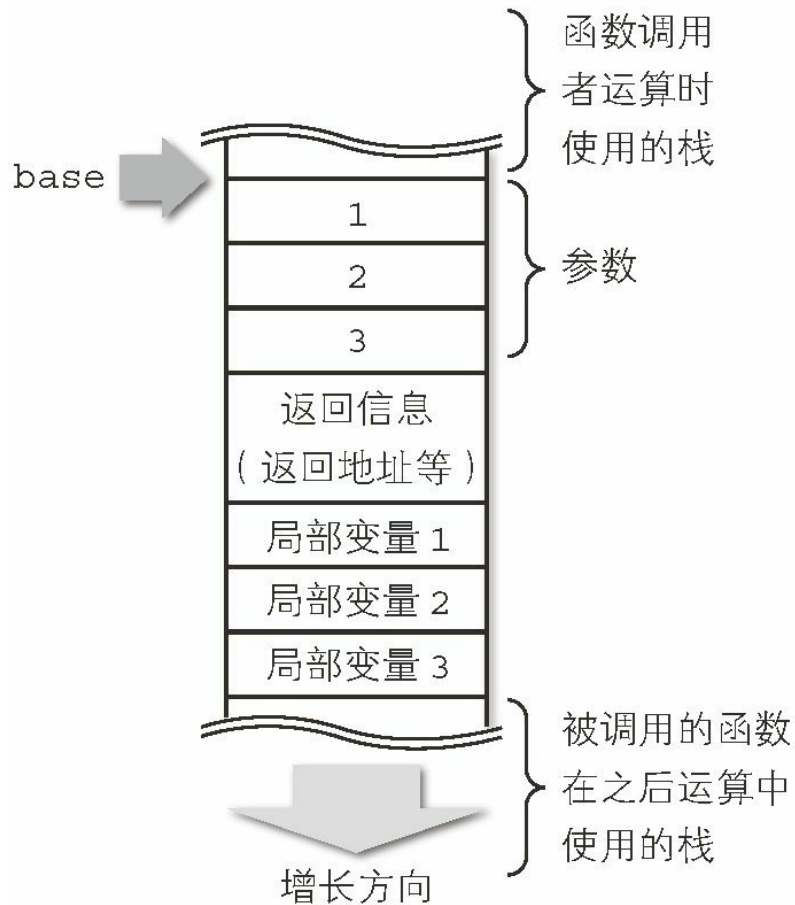 函数调用
者运算时
使用的栈
base
1
2
参数
3
返回信息
(返回地址等)
局部变量 1
局部变量 2
局部变量 3
被调用的函数
在之后运算中
使用的栈
增长方向